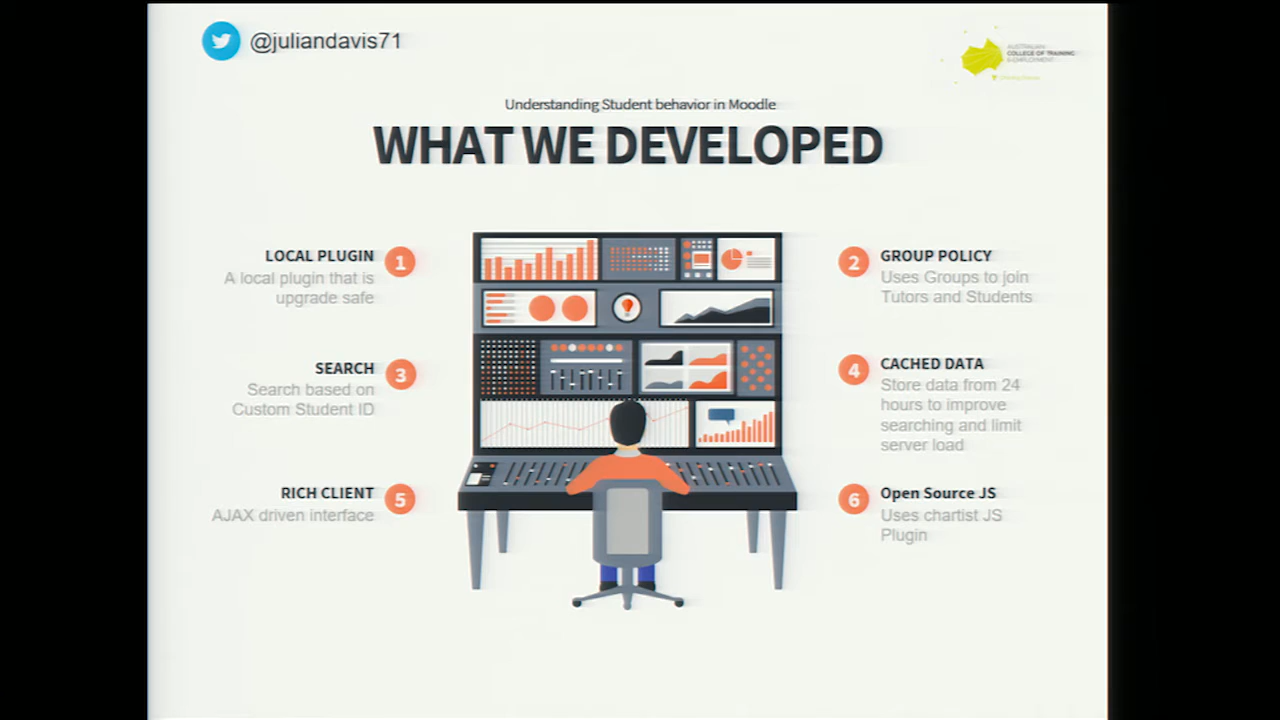 @juliandavis71
AUSTRALIAN
COLLEGE OF TRAINING
& EMPLOYMENT
Understanding Student behavior in Moodle
WHAT WE DEVELOPED
LOCAL PLUGIN
1
A local plugin that is
upgrade safe
2
GROUP POLICY
Uses Groups to join
Tutors and Students
SEARCH
3
Search based on
Custom Student ID
4
CACHED DATA
Store data from 24
hours to improve
searching and limit
server load
RICH CLIENT
5
AJAX driven interface
6
Open Source JS
Uses chartist JS
Plugin